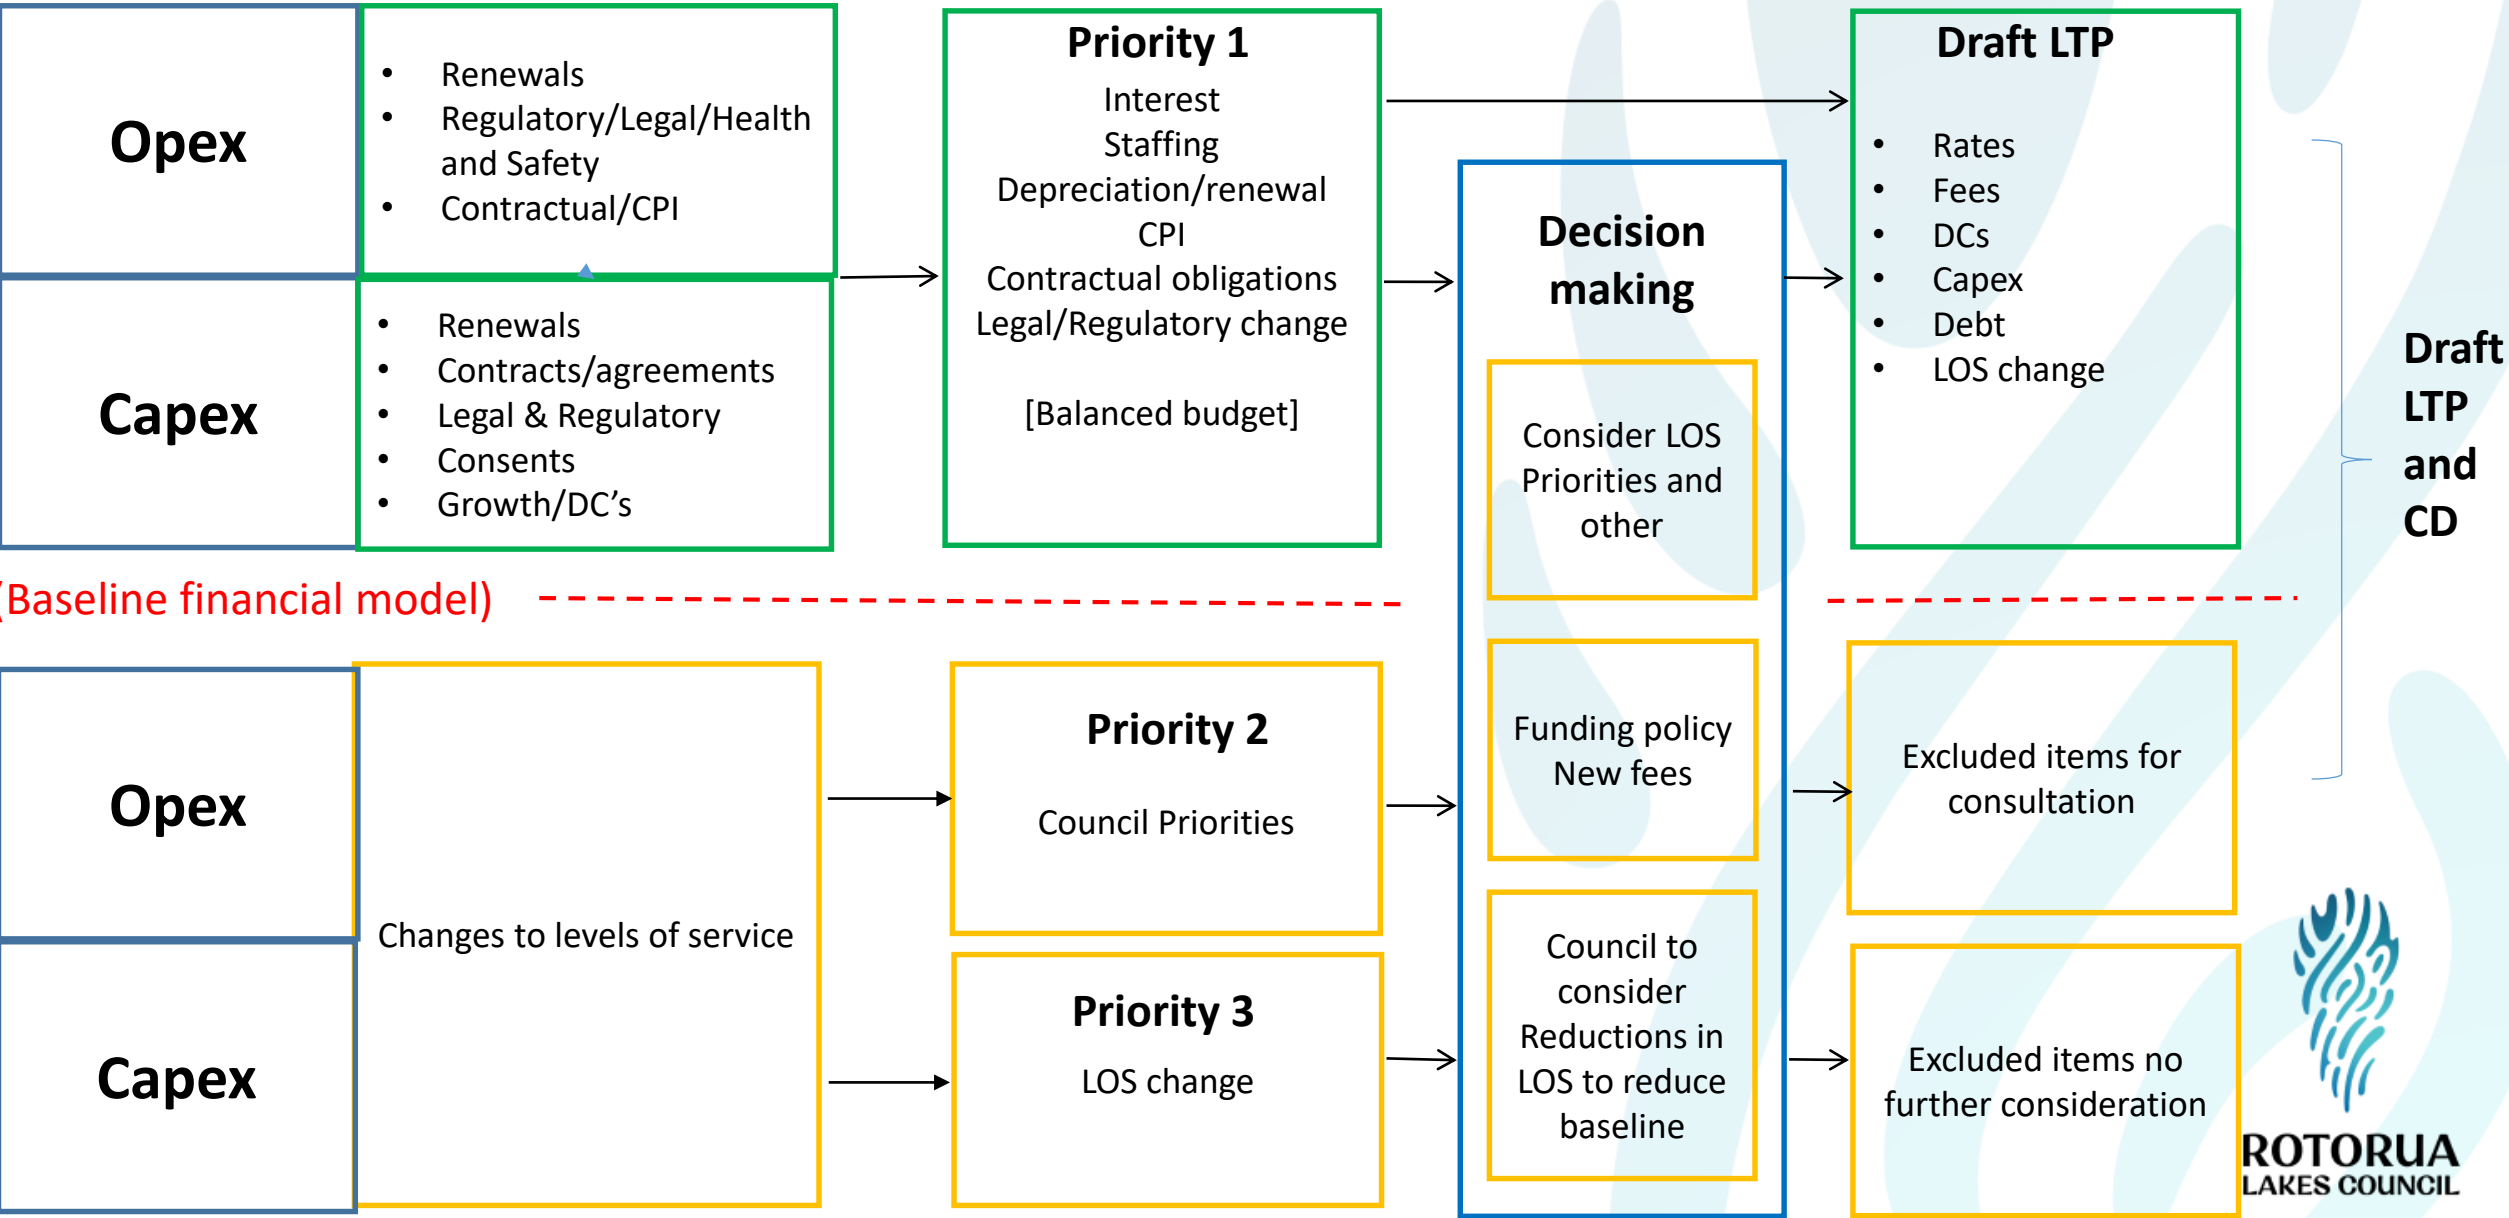 Opex
• Renewals
• Regulatory/Legal/Health
and Safety
• Contractual/CPI
Capex
• Renewals
• Contracts/agreements
• Legal & Regulatory
• Consents
• Growth/DC’s
Priority 1
Interest
Staffing
Depreciation/renewal
CPI
Contractual obligations
Legal/Regulatory change
[Balanced budget]
Decision
making
Consider LOS
Priorities and
other
Draft LTP
• Rates
• Fees
• DCs
• Capex
• Debt
• LOS change
Draft
LTP
and
CD
(Baseline financial model)
Opex
Capex
Changes to levels of service
Priority 2
Council Priorities
Priority 3
LOS change
Funding policy
New fees
Council to
consider
Reductions in
LOS to reduce
baseline
Excluded items for
consultation
Excluded items no
further consideration
ROTORUA
LAKES COUNCIL